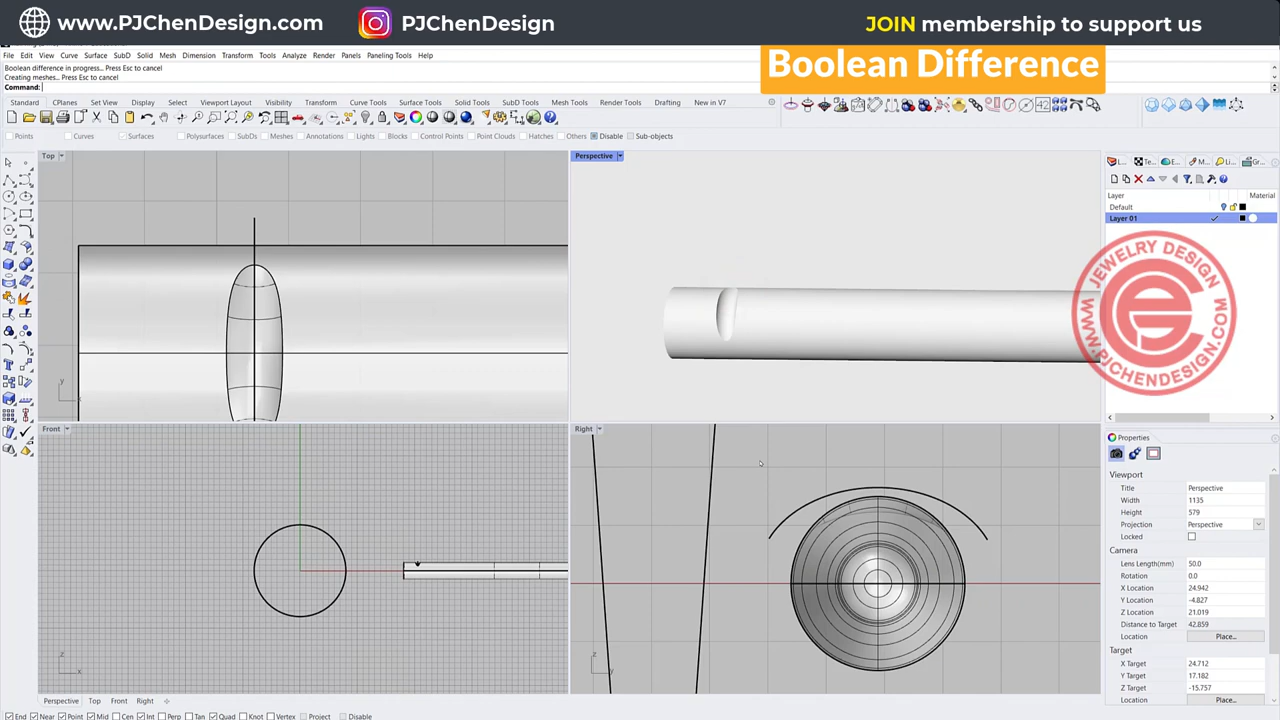 www.PJChenDesign.com
PJChenDesign
JOIN membership to support us
Boolean Difference
File Edit View Curve Surface SubD Solid Mesh Dimension Transform Tools Analyze Render Panels Paneling Tools Help
Boolean difference in progress... Press Esc to cancel
Creating meshes... Press Esc to cancel
Command:
Standard CPlanes Set View Display Select Viewport Layout Visibility Transform Curve Tools Surface Tools Solid Tools SubD Tools Mesh Tools Render Tools Drafting New in V7
Points Curves Surfaces Polysurfaces SubDs Meshes Annotations Lights Blocks Control Points Point Clouds Hatches Others Disable Sub-objects
Top
Perspective
L... Te... E... M... Li... Gr...
Layer Material
Default
Layer 01
JEWELRY DESIGN
WWW.PJCHENDESIGN.COM
y
x
Front
Right
z
x
z
y
Properties
Viewport
Title Perspective
Width 1135
Height 579
Projection Perspective
Locked
Camera
Lens Length(mm) 50.0
Rotation 0.0
X Location 24.942
Y Location -4.827
Z Location 21.019
Distance to Target 42.859
Location Place...
Target
X Target 24.712
Y Target 17.182
Z Target -15.757
Location Place...
Perspective Top Front Right
End Near Point Mid Cen Int Perp Tan Quad Knot Vertex Project Disable